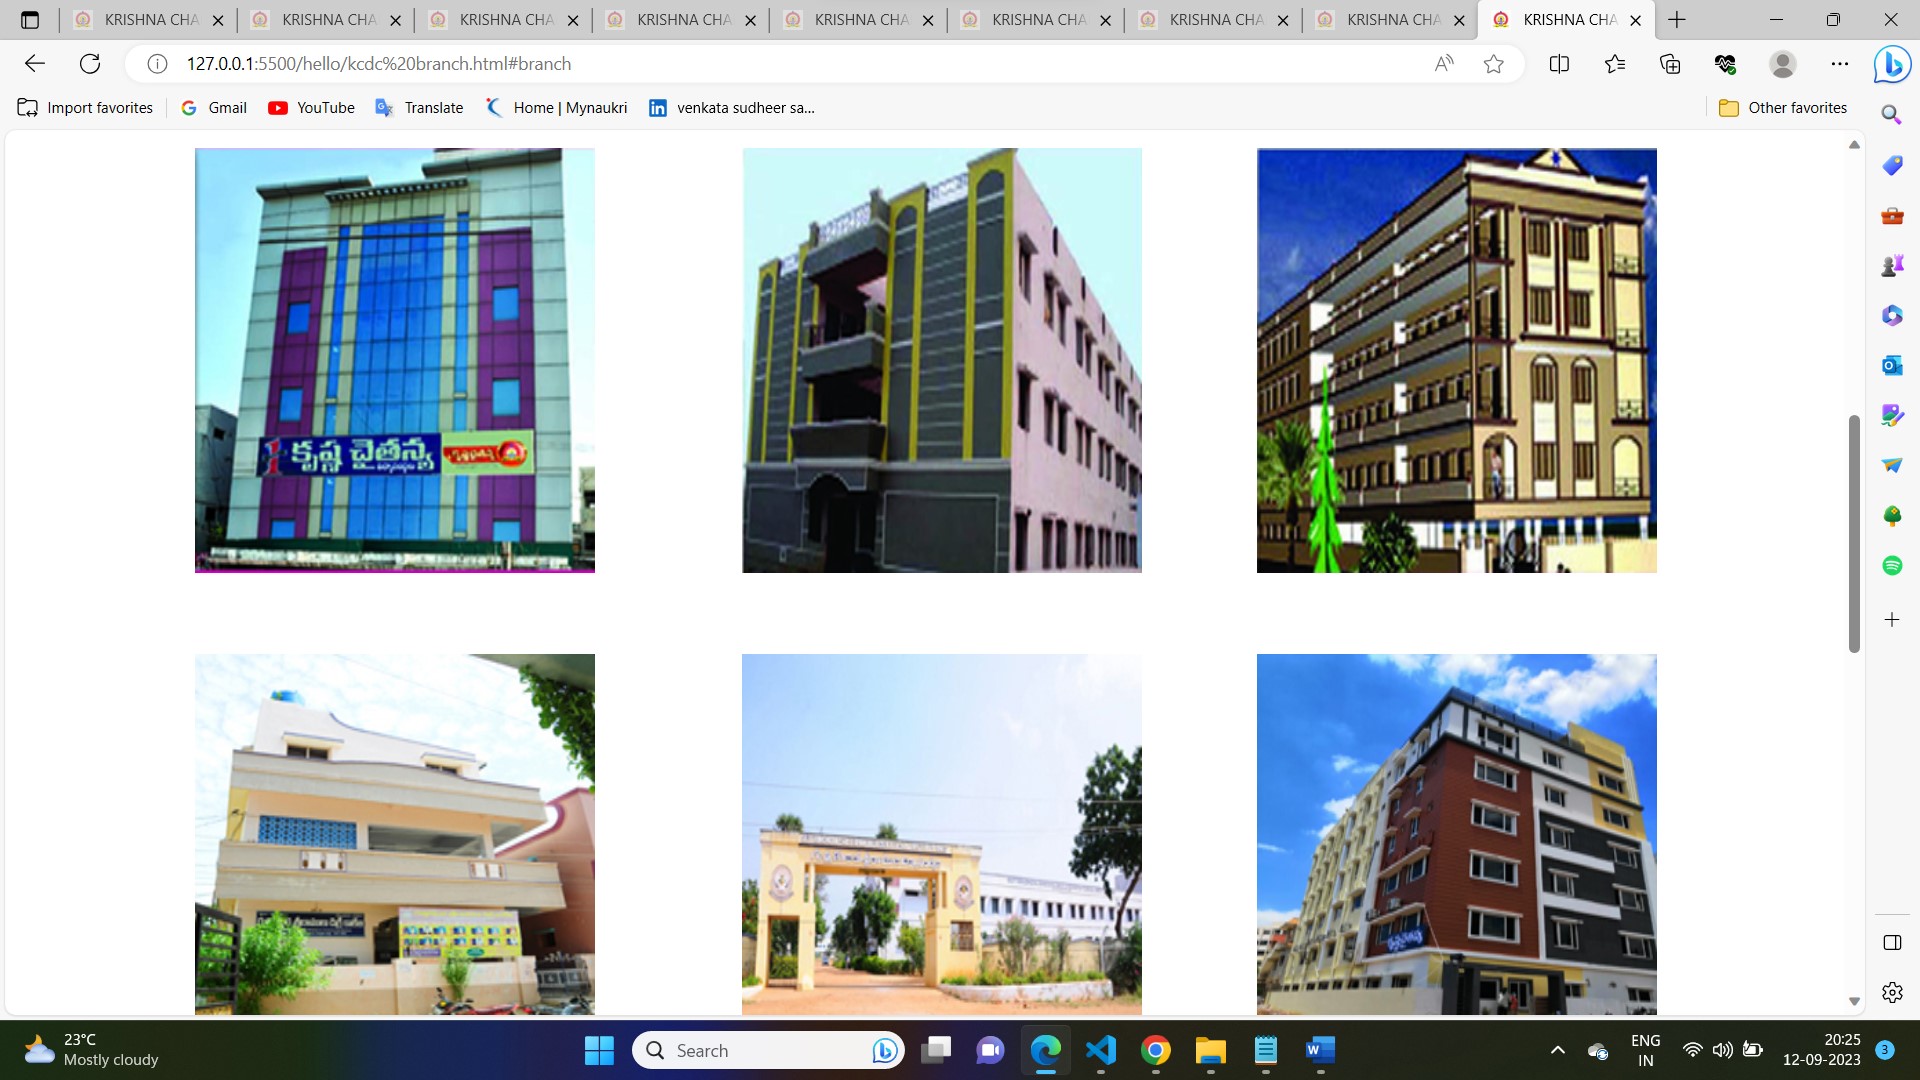 KRISHNA CHA
KRISHNA CHA
KRISHNA CHA
KRISHNA CHA
KRISHNA CHA
KRISHNA CHA
KRISHNA CHA
KRISHNA CHA
KRISHNA CHA
127.0.0.1:5500/hello/kcdc%20branch.html#branch
Import favorites
Gmail
YouTube
Translate
Home | Mynaukri
venkata sudheer sa...
Other favorites
కృష్ణ చైతన్య
23°C
Mostly cloudy
Search
ENG
IN
20:25
12-09-2023
3